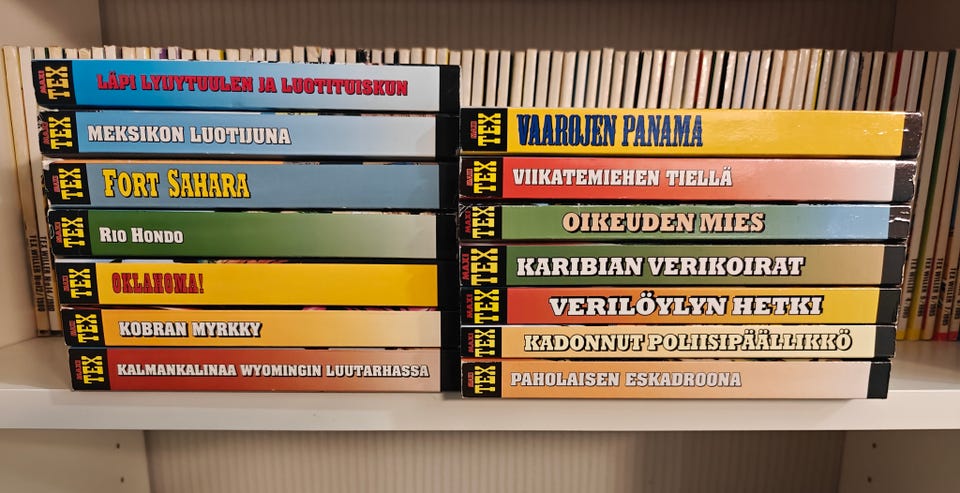 MAXI TEX LÄPI LYIJYTUULEN JA LUOTITUISKUN
MAXI TEX MEKSIKON LUOTIJUNA
MAXI TEX FORT SAHARA
MAXI TEX RIO HONDO
MAXI TEX OKLAHOMA!
MAXI TEX KOBRAN MYRKKY
MAXI TEX KALMANKALINAA WYOMINGIN LUUTARHASSA
MAXI TEX VAAROJEN PANAMA
MAXI TEX VIIKATEMIEHEN TIELLÄ
MAXI TEX OIKEUDEN MIES
MAXI TEX KARIBIAN VERIKOIRAT
MAXI TEX VERILÖYLYN HETKI
MAXI TEX KADONNUT POLIISIPÄÄLLIKKÖ
MAXI TEX PAHOLAISEN ESKADROONA